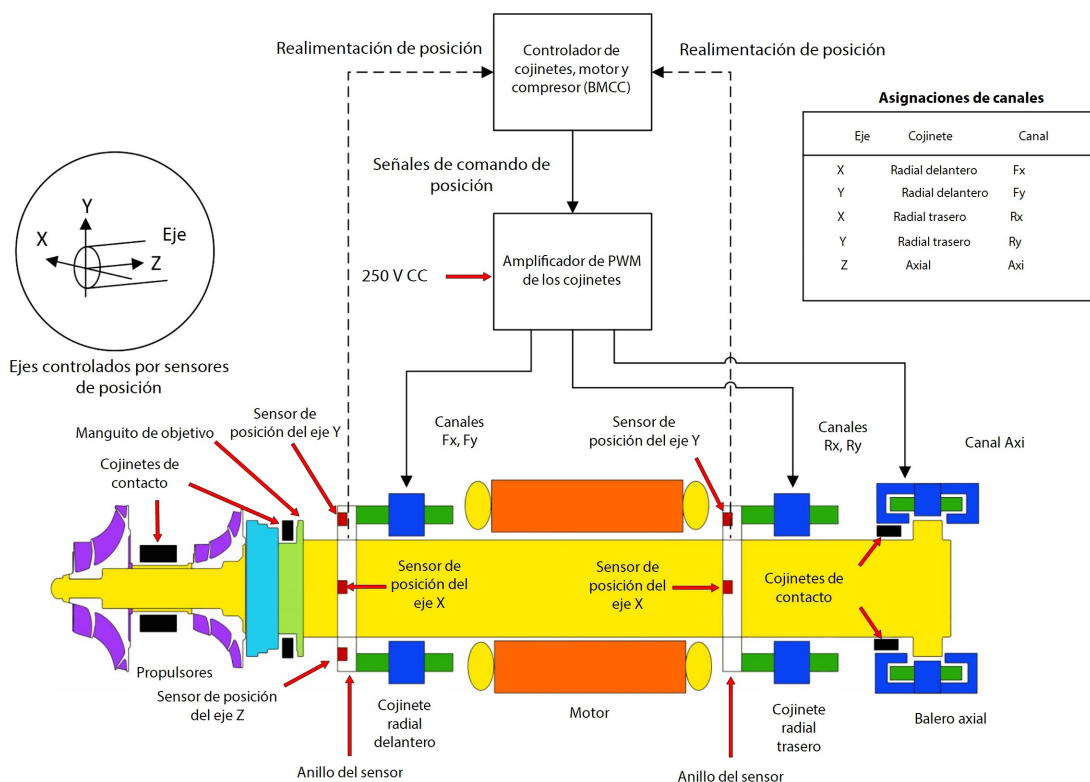 Realimentación de posición
Controlador de
cojinetes, motor y
compresor (BMCC)
Realimentación de posición
Asignaciones de canales
Eje Cojinete Canal
X Radial delantero Fx
Y Radial delantero Fy
X Radial trasero Rx
Y Radial trasero Ry
Z Axial Axi
Señales de comando de
posición
Y
X
Z
Eje
Ejes controlados por sensores
de posición
250 V CC
Amplificador de PWM
de los cojinetes
Sensor de
posición del eje Y
Manguito de objetivo
Cojinetes de
contacto
Canales
Fx, Fy
Sensor de
posición del eje Y
Canales
Rx, Ry
Canal Axi
Sensor de
posición del
eje X
Sensor de
posición del
eje X
Cojinetes de
contacto
Propulsores
Sensor de posición
del eje Z
Cojinete
radial
delantero
Motor
Cojinete
radial
trasero
Balero axial
Anillo del sensor
Anillo del sensor